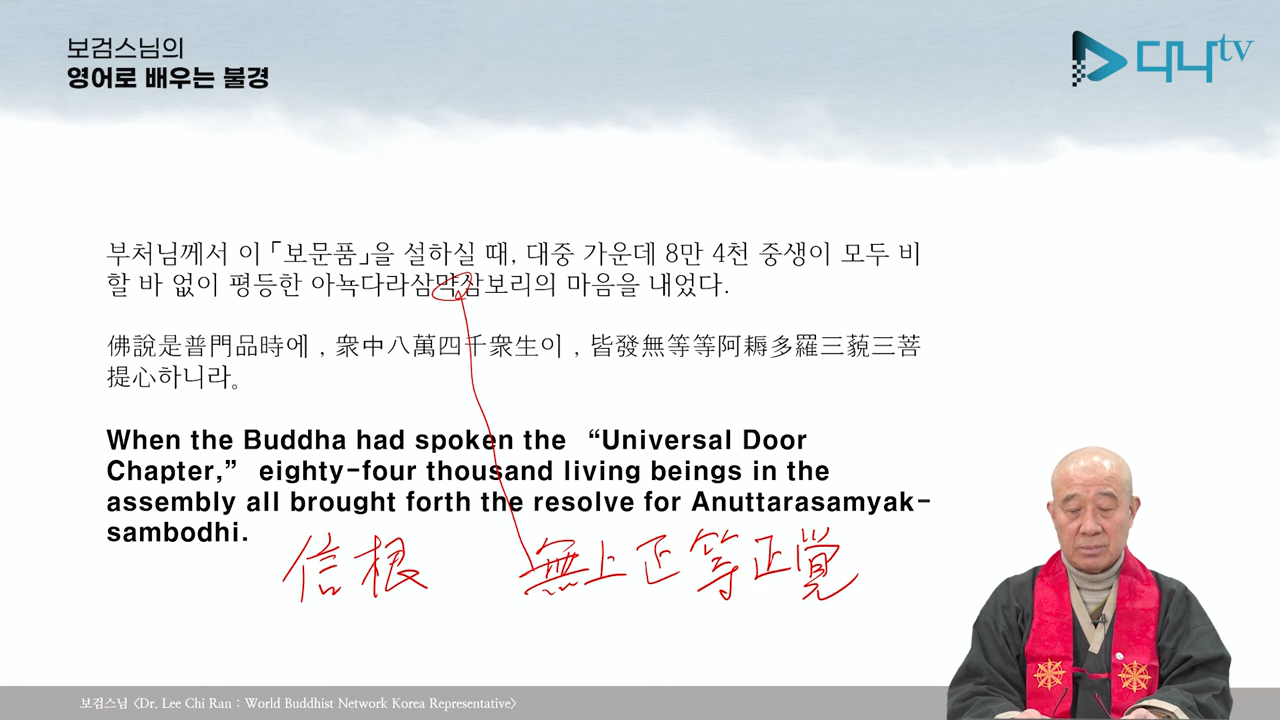 보검스님의
영어로 배우는 불경
다나tv
부처님께서 이 「보문품」을 설하실 때, 대중 가운데 8만 4천 중생이 모두 비
할 바 없이 평등한 아뇩다라삼막삼보리의 마음을 내었다.
佛說是普門品時에 , 衆中八萬四千衆生이 , 皆發無等等阿耨多羅三藐三菩
提心하니라。
When the Buddha had spoken the “Universal Door
Chapter,” eighty-four thousand living beings in the
assembly all brought forth the resolve for Anuttarasamyak-
sambodhi.
信根 無上正等正覺
보검스님 〈Dr. Lee Chi Ran : World Buddhist Network Korea Representative〉